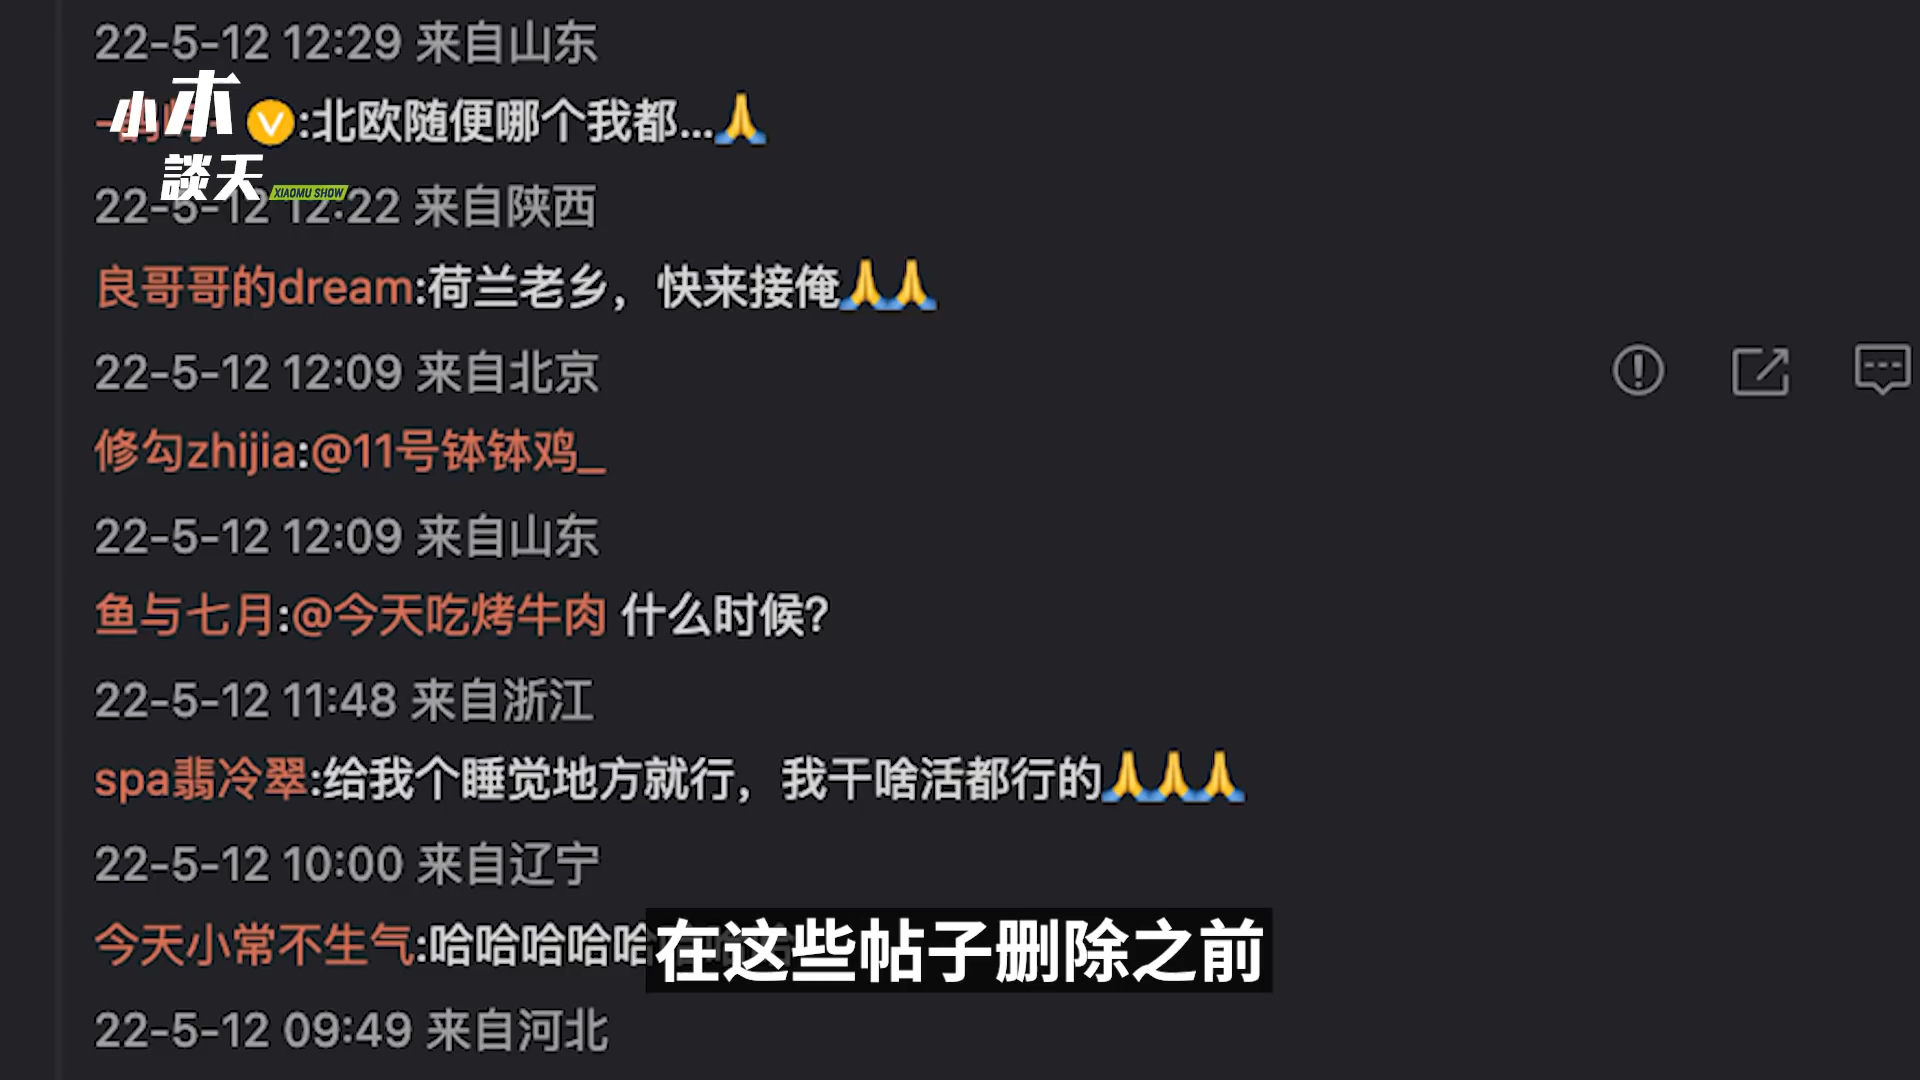 22-5-12 12:29 来自山东
小木
談天
XIAOMU SHOW
:北欧随便哪个我都...🙏
22-5-12 12:22 来自陕西
良哥哥的dream:荷兰老乡，快来接俺🙏🙏
22-5-12 12:09 来自北京
修勾zhijia:@11号钵钵鸡_
22-5-12 12:09 来自山东
鱼与七月:@今天吃烤牛肉 什么时候?
22-5-12 11:48 来自浙江
spa翡冷翠:给我个睡觉地方就行，我干啥活都行的🙏🙏🙏
22-5-12 10:00 来自辽宁
今天小常不生气:哈哈哈哈哈
在这些帖子删除之前
22-5-12 09:49 来自河北